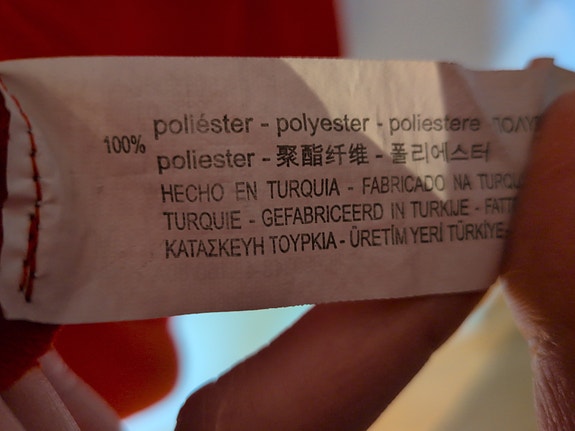 100% poliéster - polyester - poliestere -
poliester - 聚酯纤维 - 폴리에스터
HECHO EN TURQUIA - FABRICADO NA
TURQUIE - GEFABRICEERD IN TURKIJE -
ΚΑΤΑΣΚΕΥΗ ΤΟΥΡΚΙΑ - ÜRETİM YERİ TÜRKİYE